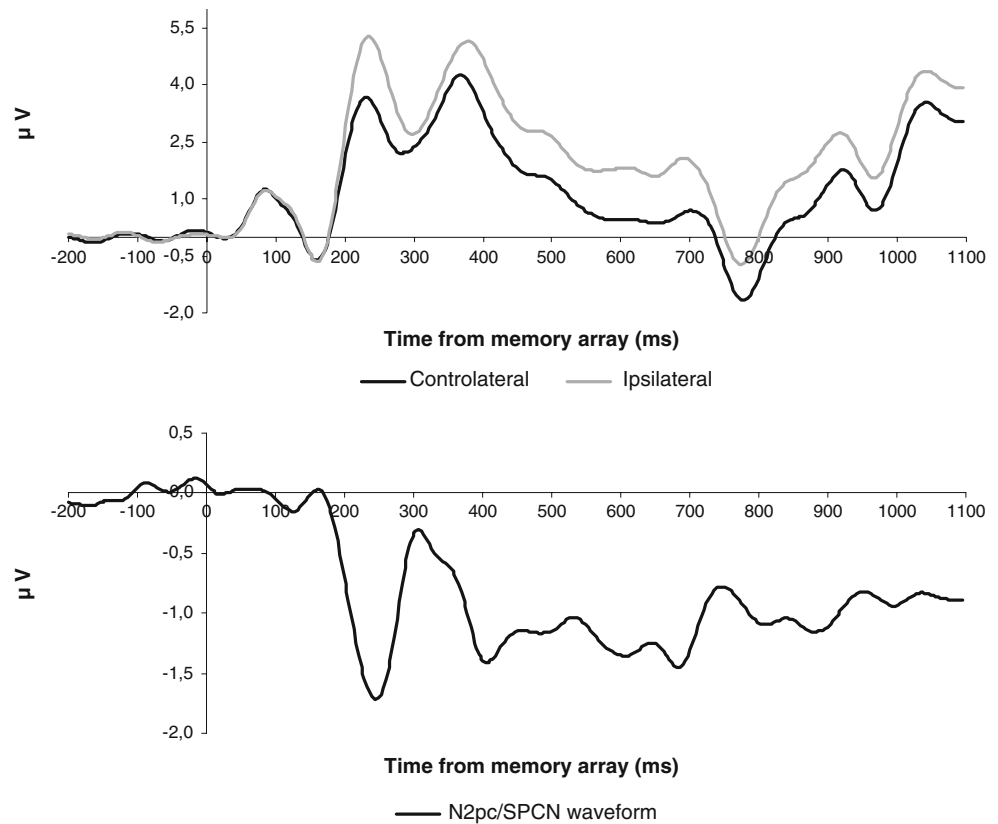 5,5
4,0
µ V
2,5
1,0
-200 -100 -0,5 0 100 200 300 400 500 600 700 800 900 1000 1100
-2,0
Time from memory array (ms)
Controlateral Ipsilateral
0,5
0,0
-200 -100 0 100 200 300 400 500 600 700 800 900 1000 1100
-0,5
µ V
-1,0
-1,5
-2,0
Time from memory array (ms)
N2pc/SPCN waveform